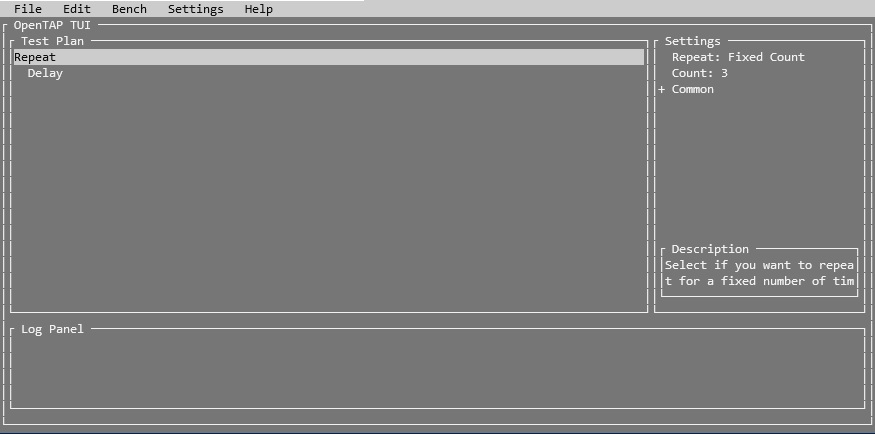 File Edit Bench Settings Help
OpenTAP TUI
Test Plan
Repeat
Delay
Settings
Repeat: Fixed Count
Count: 3
+ Common
Description
Select if you want to repea
t for a fixed number of tim
Log Panel